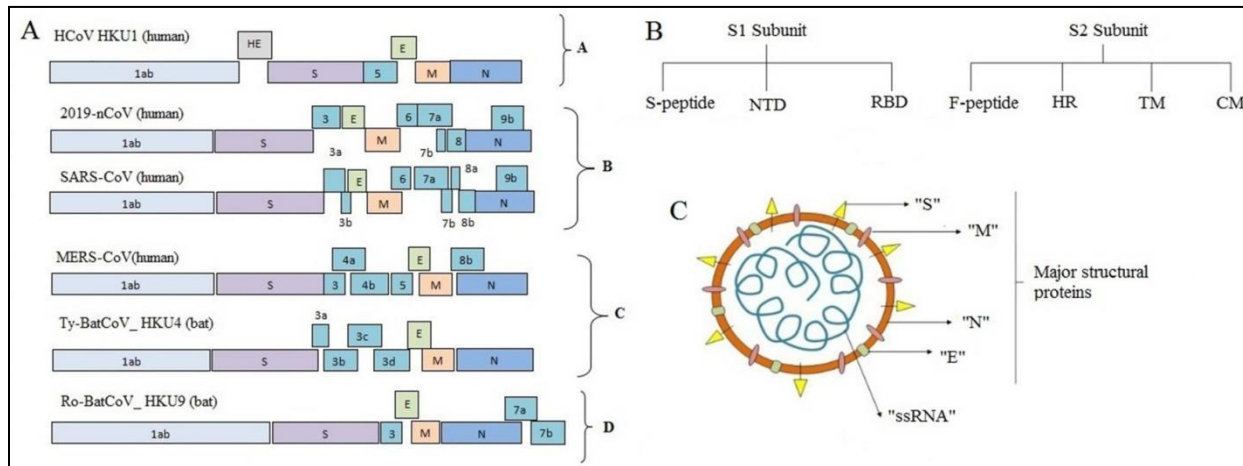 A
HCoV HKU1 (human)
HE
E
1ab
S
5
M
N
A
2019-nCoV (human)
3
E
6
7a
9b
1ab
S
M
8
N
3a
7b
B
SARS-CoV (human)
8a
E
6
7a
9b
1ab
S
M
N
3b
7b
8b
MERS-CoV(human)
4a
E
8b
1ab
S
3
4b
5
M
N
C
3a
Ty-BatCoV_ HKU4 (bat)
3c
E
1ab
S
3b
3d
M
N
Ro-BatCoV_ HKU9 (bat)
E
7a
1ab
S
3
M
N
7b
D
B
S1 Subunit
S2 Subunit
S-peptide
NTD
RBD
F-peptide
HR
TM
CM
C
"S"
"M"
Major structural
proteins
"N"
"E"
"ssRNA"